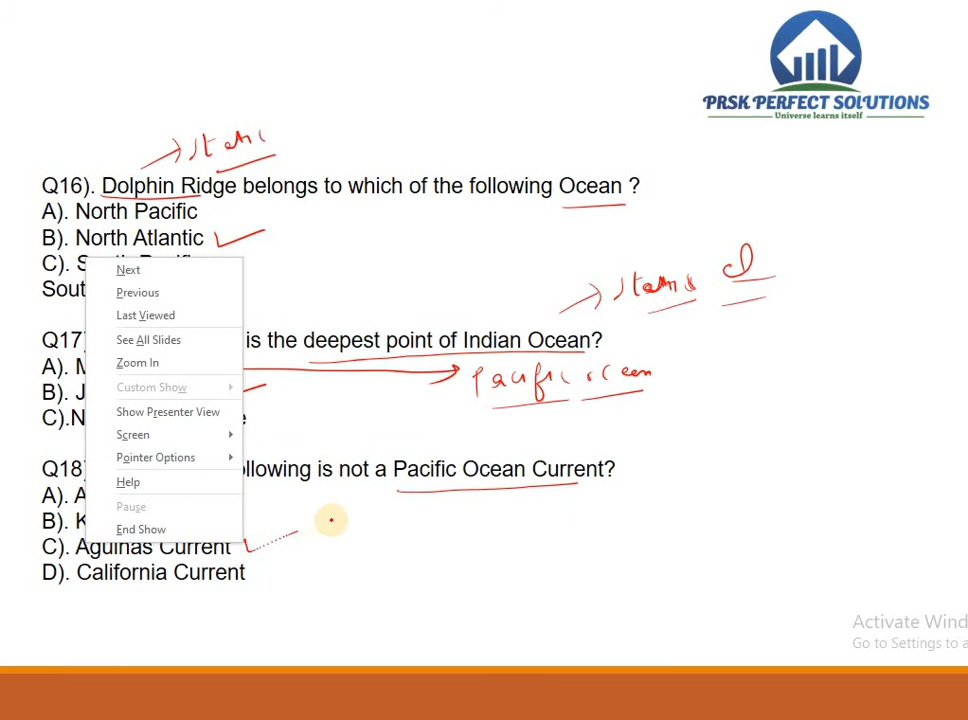 PRSK PERFECT SOLUTIONS
Universe learns itself
Q16). Dolphin Ridge belongs to which of the following Ocean ?
A). North Pacific
B). North Atlantic
C). S
Sout
Q17) is the deepest point of Indian Ocean?
A). M
pacific ocean
B). J
C).N e
Q18) ollowing is not a Pacific Ocean Current?
A). A
B). K
C). Agulhas Current
D). California Current
Next
Previous
Last Viewed
See All Slides
Zoom In
Custom Show
Show Presenter View
Screen
Pointer Options
Help
Pause
End Show
Activate Wind
Go to Settings to a